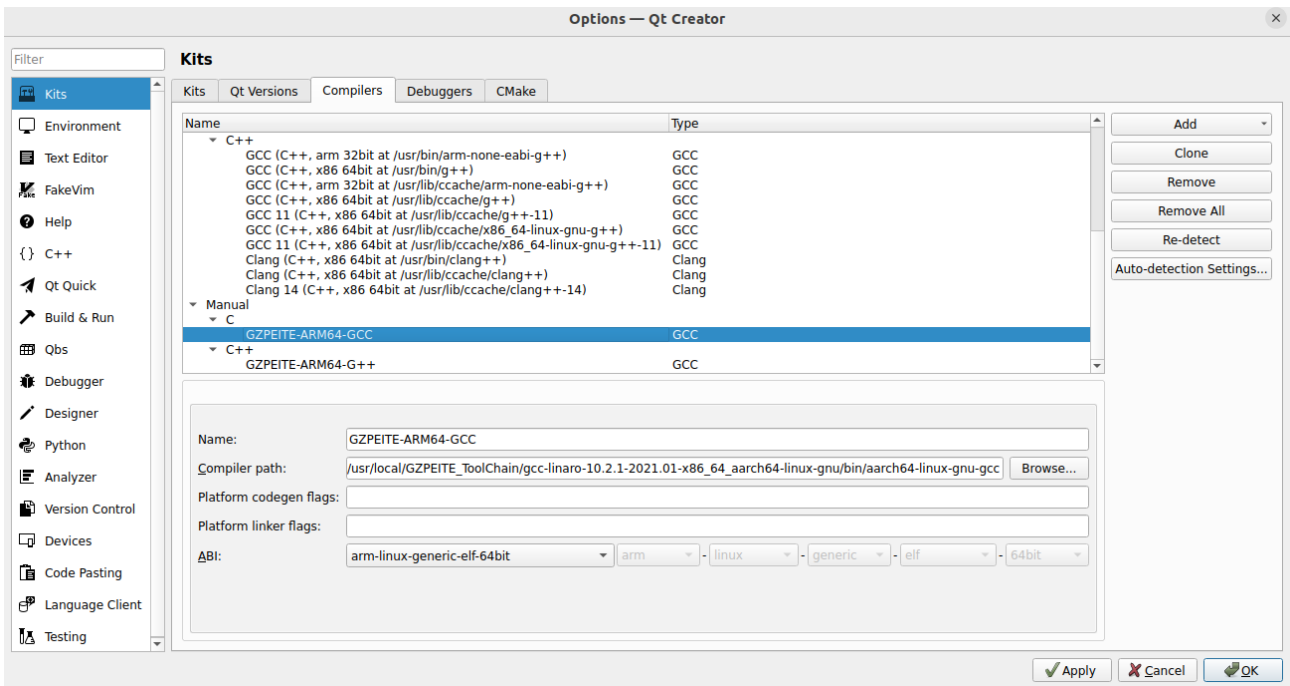 Options — Qt Creator
Filter
Kits
Environment
Text Editor
FakeVim
Help
C++
Qt Quick
Build & Run
Qbs
Debugger
Designer
Python
Analyzer
Version Control
Devices
Code Pasting
Language Client
Testing
Kits
Kits Qt Versions Compilers Debuggers CMake
Name Type
C++
GCC (C++, arm 32bit at /usr/bin/arm-none-eabi-g++) GCC
GCC (C++, x86 64bit at /usr/bin/g++) GCC
GCC (C++, arm 32bit at /usr/lib/ccache/arm-none-eabi-g++) GCC
GCC (C++, x86 64bit at /usr/lib/ccache/g++) GCC
GCC 11 (C++, x86 64bit at /usr/lib/ccache/g++-11) GCC
GCC (C++, x86 64bit at /usr/lib/ccache/x86_64-linux-gnu-g++) GCC
GCC 11 (C++, x86 64bit at /usr/lib/ccache/x86_64-linux-gnu-g++-11) GCC
Clang (C++, x86 64bit at /usr/bin/clang++) Clang
Clang (C++, x86 64bit at /usr/lib/ccache/clang++) Clang
Clang 14 (C++, x86 64bit at /usr/lib/ccache/clang++-14) Clang
Manual
C
GZPEITE-ARM64-GCC GCC
C++
GZPEITE-ARM64-G++ GCC
Add
Clone
Remove
Remove All
Re-detect
Auto-detection Settings...
Name: GZPEITE-ARM64-GCC
Compiler path: /usr/local/GZPEITE_ToolChain/gcc-linaro-10.2.1-2021.01-x86_64_aarch64-linux-gnu/bin/aarch64-linux-gnu-gcc Browse...
Platform codegen flags:
Platform linker flags:
ABI: arm-linux-generic-elf-64bit arm - linux - generic - elf - 64bit
Apply Cancel OK